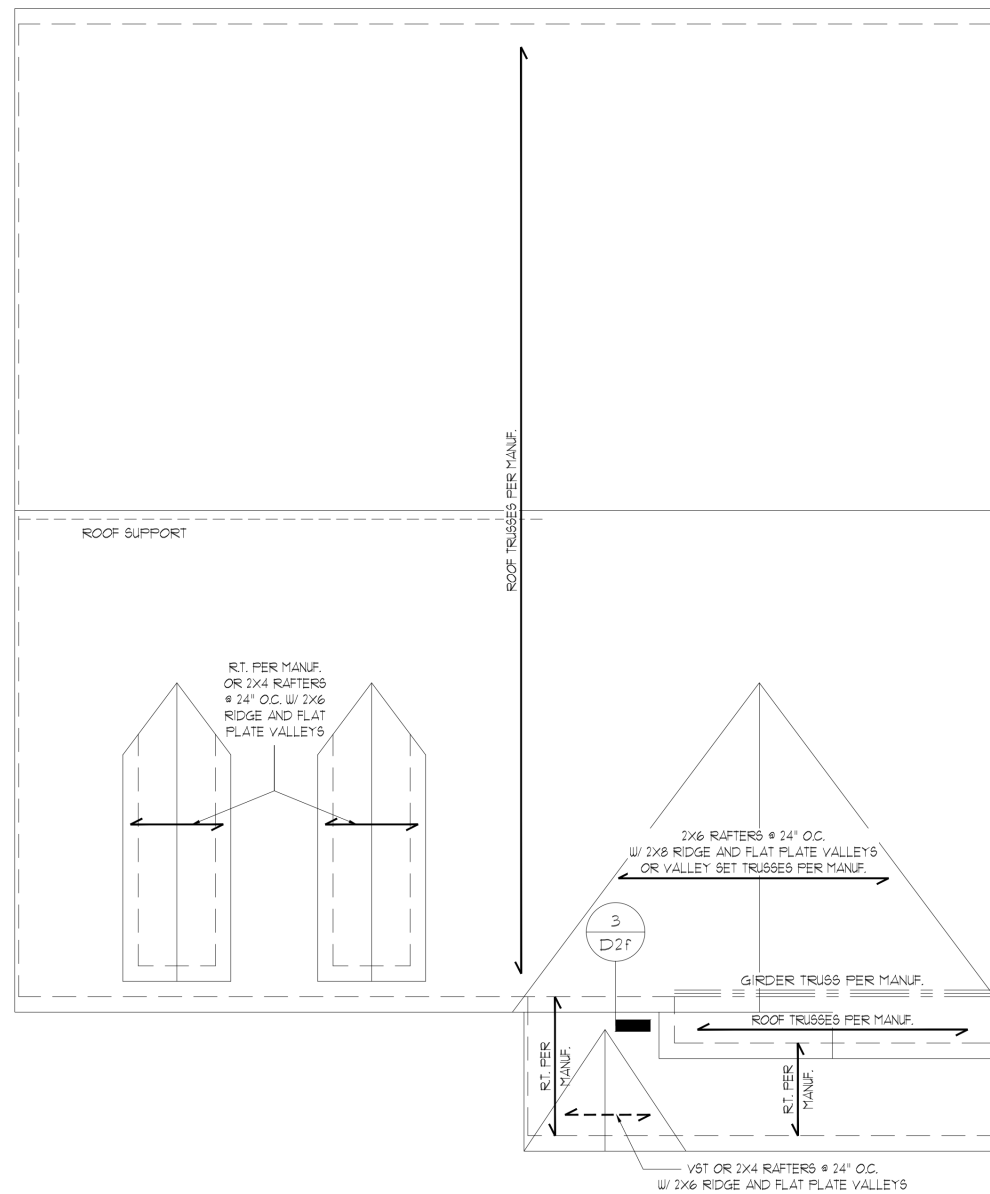 ROOF TRUSSES PER MANUF.
ROOF SUPPORT
R.T. PER MANUF.
OR 2X4 RAFTERS
@ 24" O.C. W/ 2X6
RIDGE AND FLAT
PLATE VALLEYS
2X6 RAFTERS @ 24" O.C.
W/ 2X8 RIDGE AND FLAT PLATE VALLEYS
OR VALLEY SET TRUSSES PER MANUF.
3
D2f
GIRDER TRUSS PER MANUF.
ROOF TRUSSES PER MANUF.
R.T. PER
MANUF.
R.T. PER
MANUF.
VST OR 2X4 RAFTERS @ 24" O.C.
W/ 2X6 RIDGE AND FLAT PLATE VALLEYS